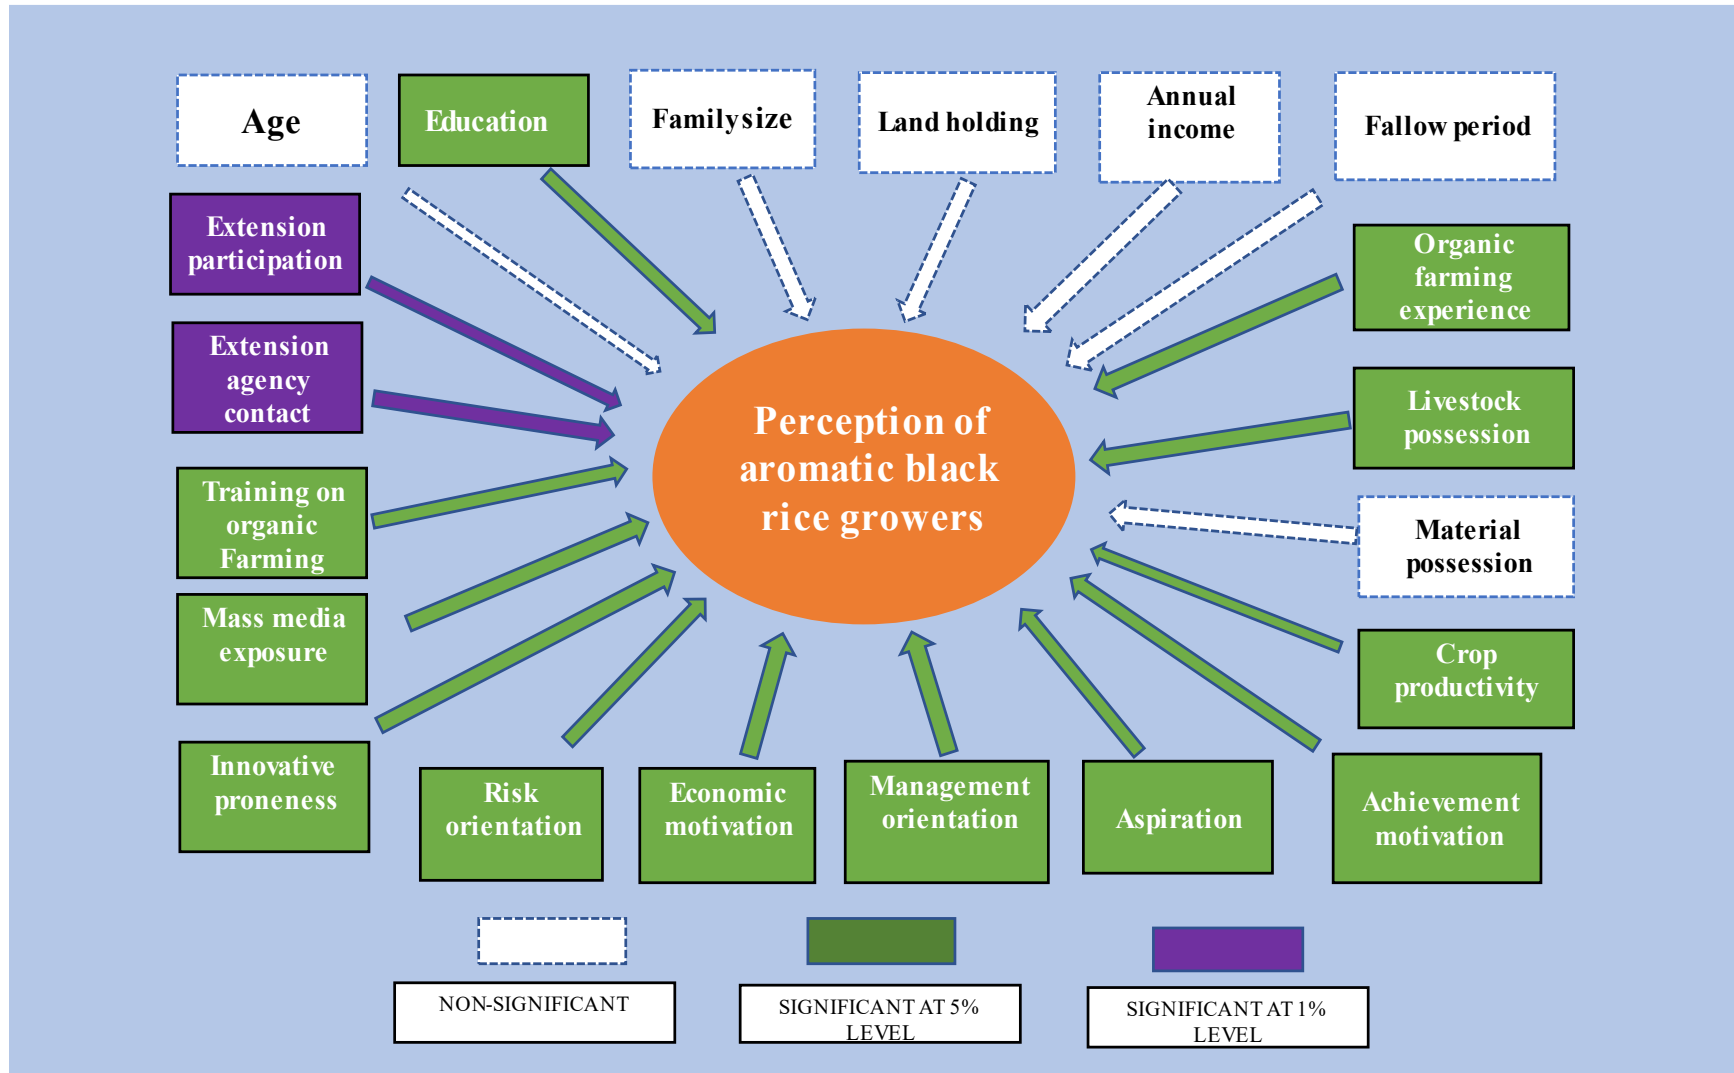 Age
Education
Family size
Land holding
Annual
income
Fallow period
Extension
participation
Organic
farming
experience
Extension
agency
contact
Livestock
possession
Perception of
aromatic black
rice growers
Training on
organic
Farming
Material
possession
Mass media
exposure
Crop
productivity
Innovative
proneness
Risk
orientation
Economic
motivation
Management
orientation
Aspiration
Achievement
motivation
NON-SIGNIFICANT
SIGNIFICANT AT 5%
LEVEL
SIGNIFICANT AT 1%
LEVEL